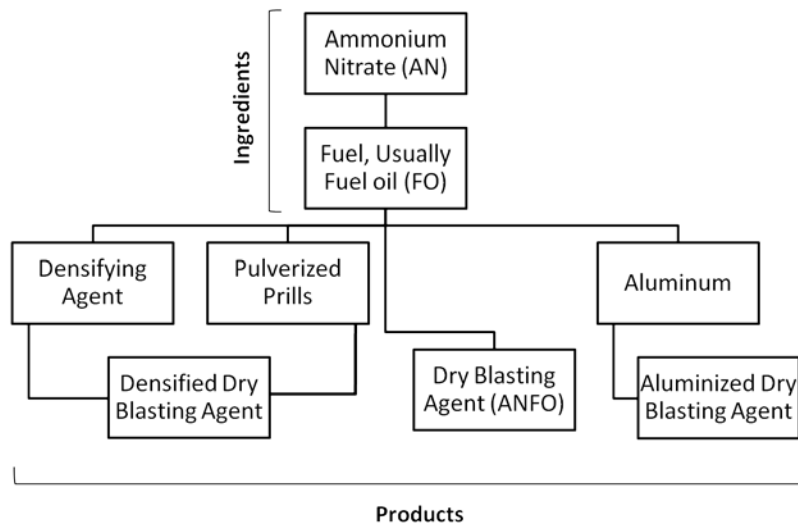 Ingredients
Ammonium
Nitrate (AN)
Fuel, Usually
Fuel oil (FO)
Densifying
Agent
Pulverized
Prills
Aluminum
Densified Dry
Blasting Agent
Dry Blasting
Agent (ANFO)
Aluminized Dry
Blasting Agent
Products